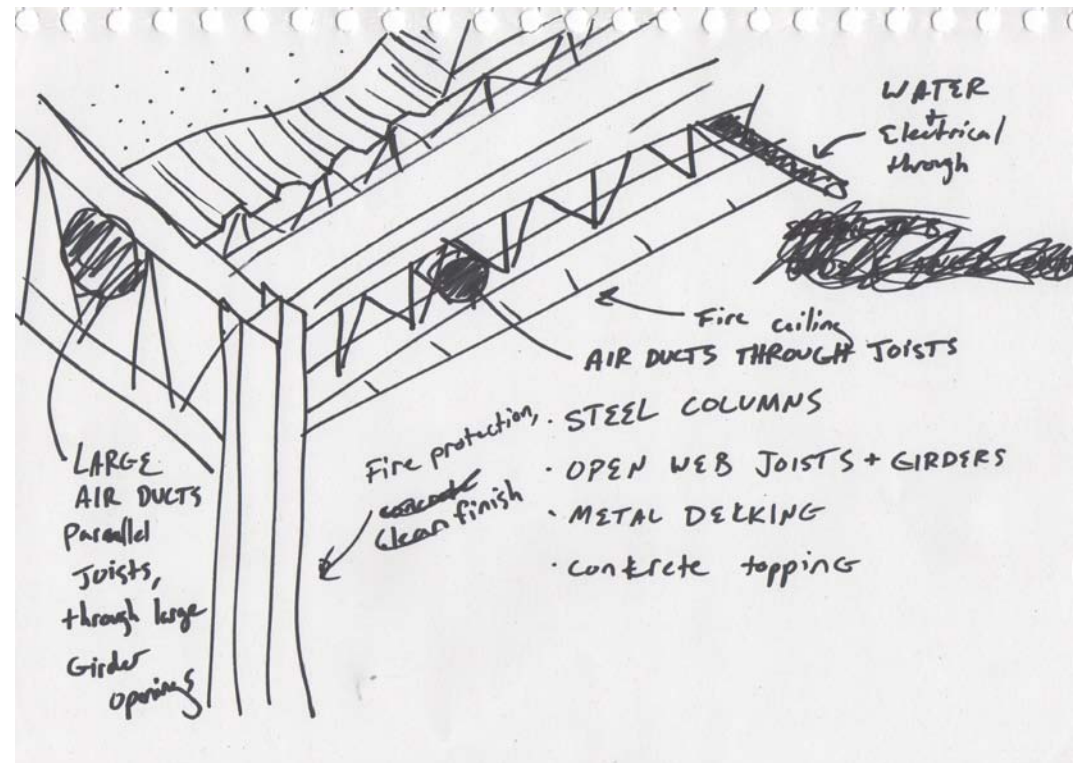 WATER
+
Electrical
through
Fire ceiling
AIR DUCTS THROUGH JOISTS
· STEEL COLUMNS
· OPEN WEB JOISTS + GIRDERS
· METAL DECKING
· concrete topping
Fire protection,
concrete
clean finish
LARGE
AIR DUCTS
Parallel
Joists,
through large
Girder
openings